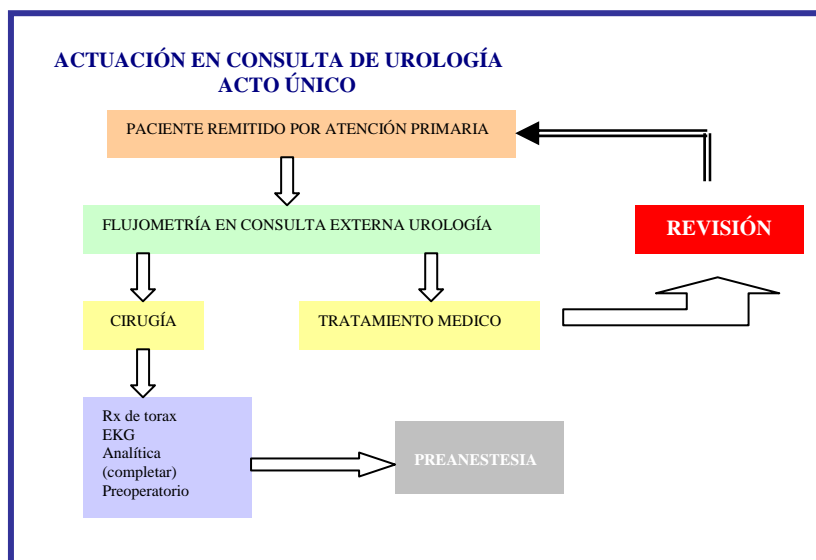 ACTUACIÓN EN CONSULTA DE UROLOGÍA
ACTO ÚNICO
PACIENTE REMITIDO POR ATENCIÓN PRIMARIA
FLUJOMETRÍA EN CONSULTA EXTERNA UROLOGÍA
REVISIÓN
CIRUGÍA
TRATAMIENTO MEDICO
Rx de torax
EKG
Analítica
(completar)
Preoperatorio
PREANESTESIA